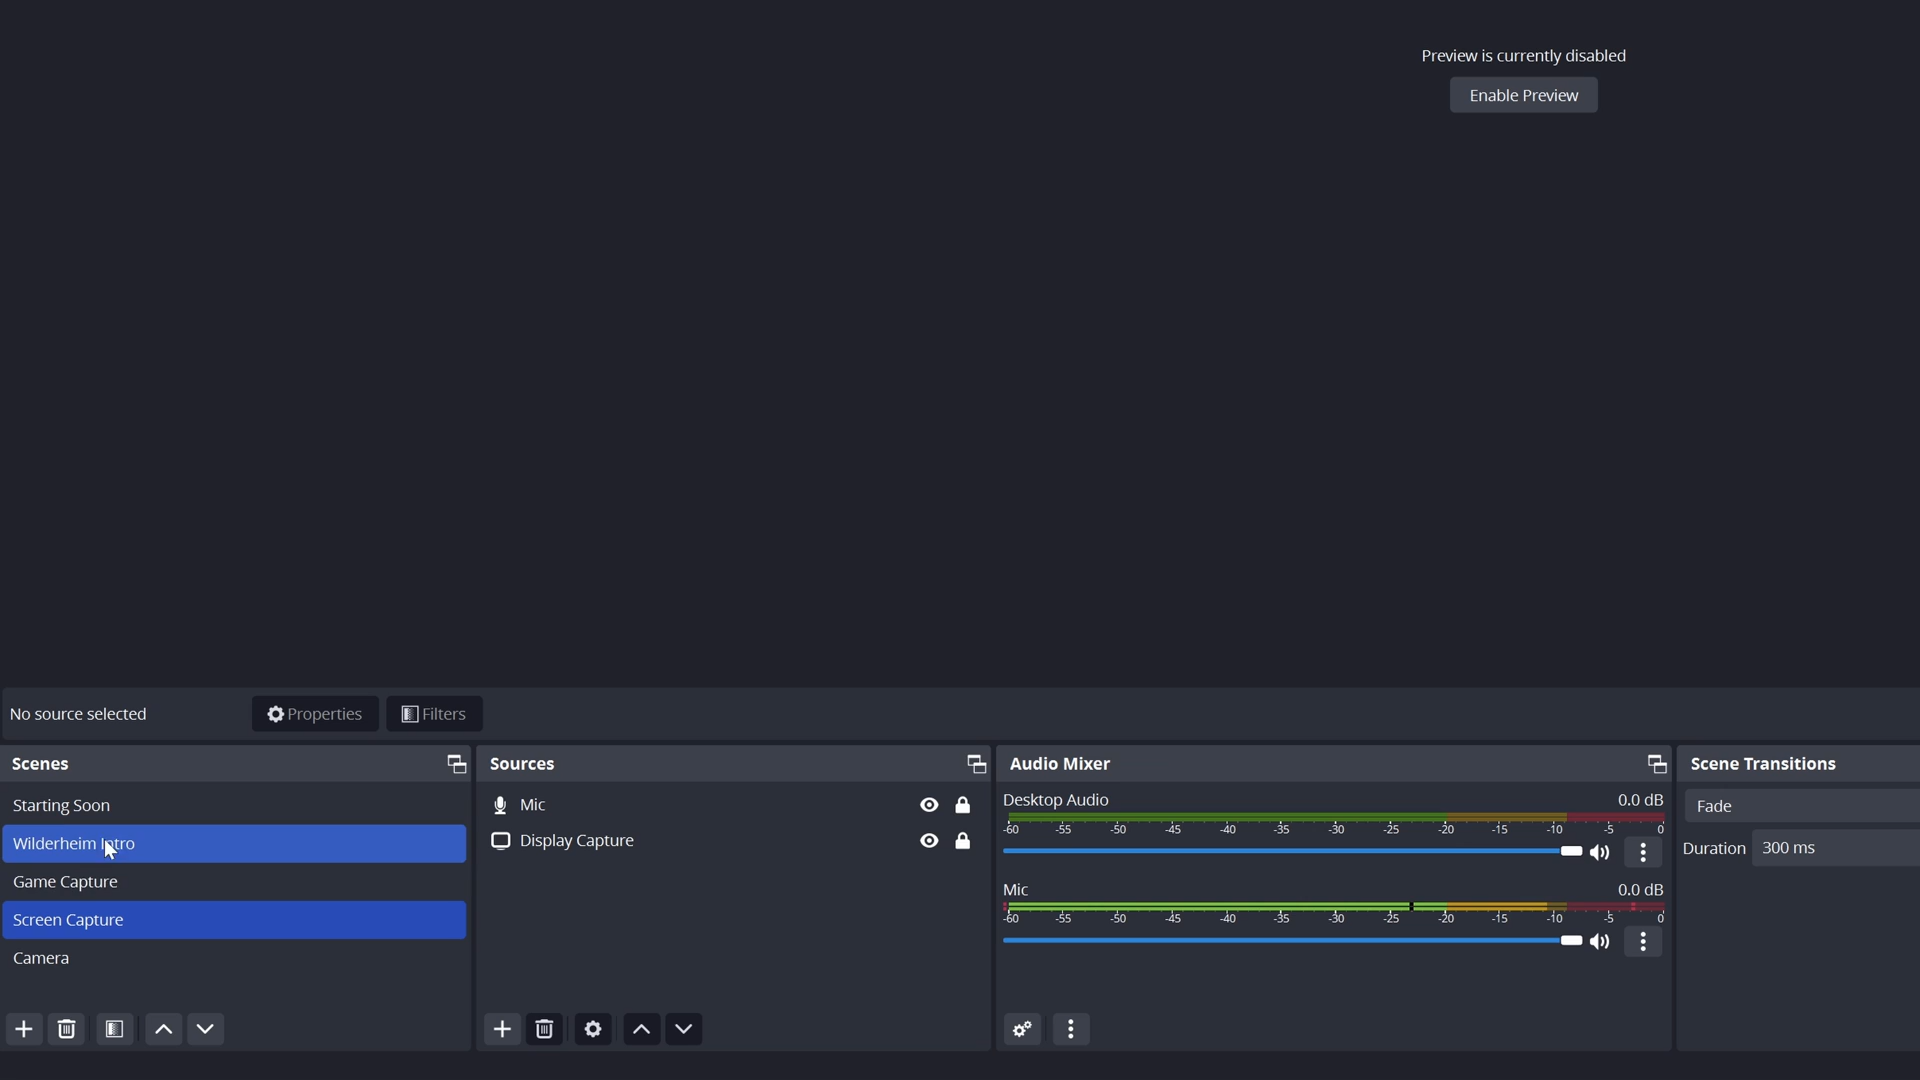 Preview is currently disabled
Enable Preview
No source selected
Properties
Filters
Scenes
Starting Soon
Wilderheim Intro
Game Capture
Screen Capture
Camera
Sources
Mic
Display Capture
Audio Mixer
Desktop Audio 0.0 dB
-60 -55 -50 -45 -40 -35 -30 -25 -20 -15 -10 -5 0
Mic 0.0 dB
-60 -55 -50 -45 -40 -35 -30 -25 -20 -15 -10 -5 0
Scene Transitions
Fade
Duration 300 ms